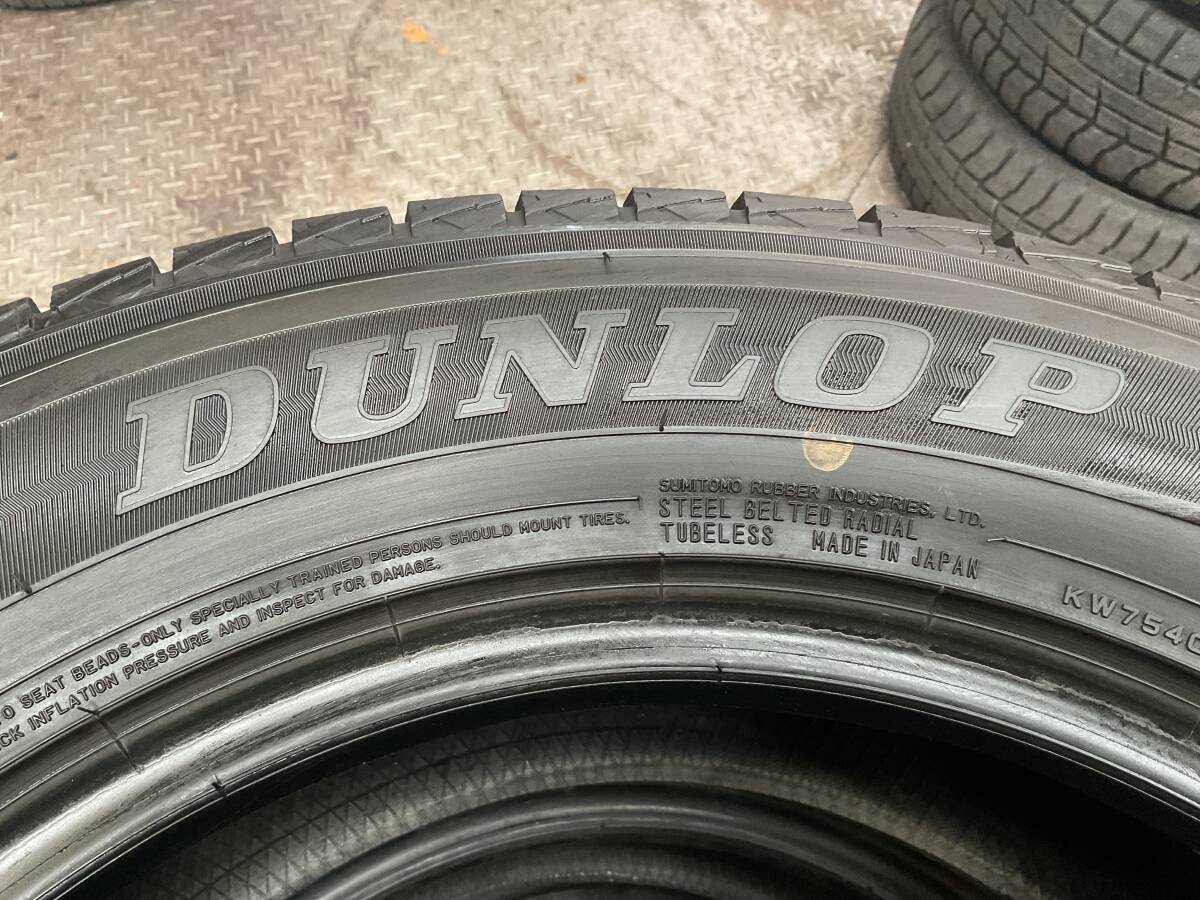 DUNLOP
SUMITOMO RUBBER INDUSTRIES, LTD.
STEEL BELTED RADIAL
TUBELESS MADE IN JAPAN
SEAT BEADS-ONLY SPECIALLY TRAINED PERSONS SHOULD MOUNT TIRES.
INFLATION PRESSURE AND INSPECT FOR DAMAGE.